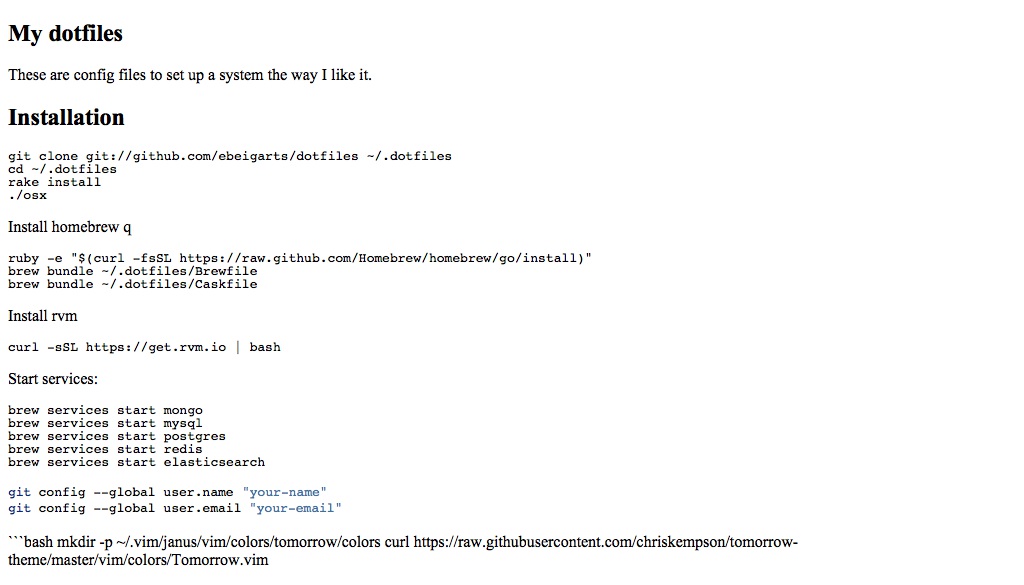 My dotfiles
These are config files to set up a system the way I like it.
Installation
git clone git://github.com/ebeigarts/dotfiles ~/.dotfiles
cd ~/.dotfiles
rake install
./osx
Install homebrew q
ruby -e "$(curl -fsSL https://raw.github.com/Homebrew/homebrew/go/install)"
brew bundle ~/.dotfiles/Brewfile
brew bundle ~/.dotfiles/Caskfile
Install rvm
curl -sSL https://get.rvm.io | bash
Start services:
brew services start mongo
brew services start mysql
brew services start postgres
brew services start redis
brew services start elasticsearch
git config --global user.name "your-name"
git config --global user.email "your-email"
```bash mkdir -p ~/.vim/janus/vim/colors/tomorrow/colors curl https://raw.githubusercontent.com/chriskempson/tomorrow-
theme/master/vim/colors/Tomorrow.vim